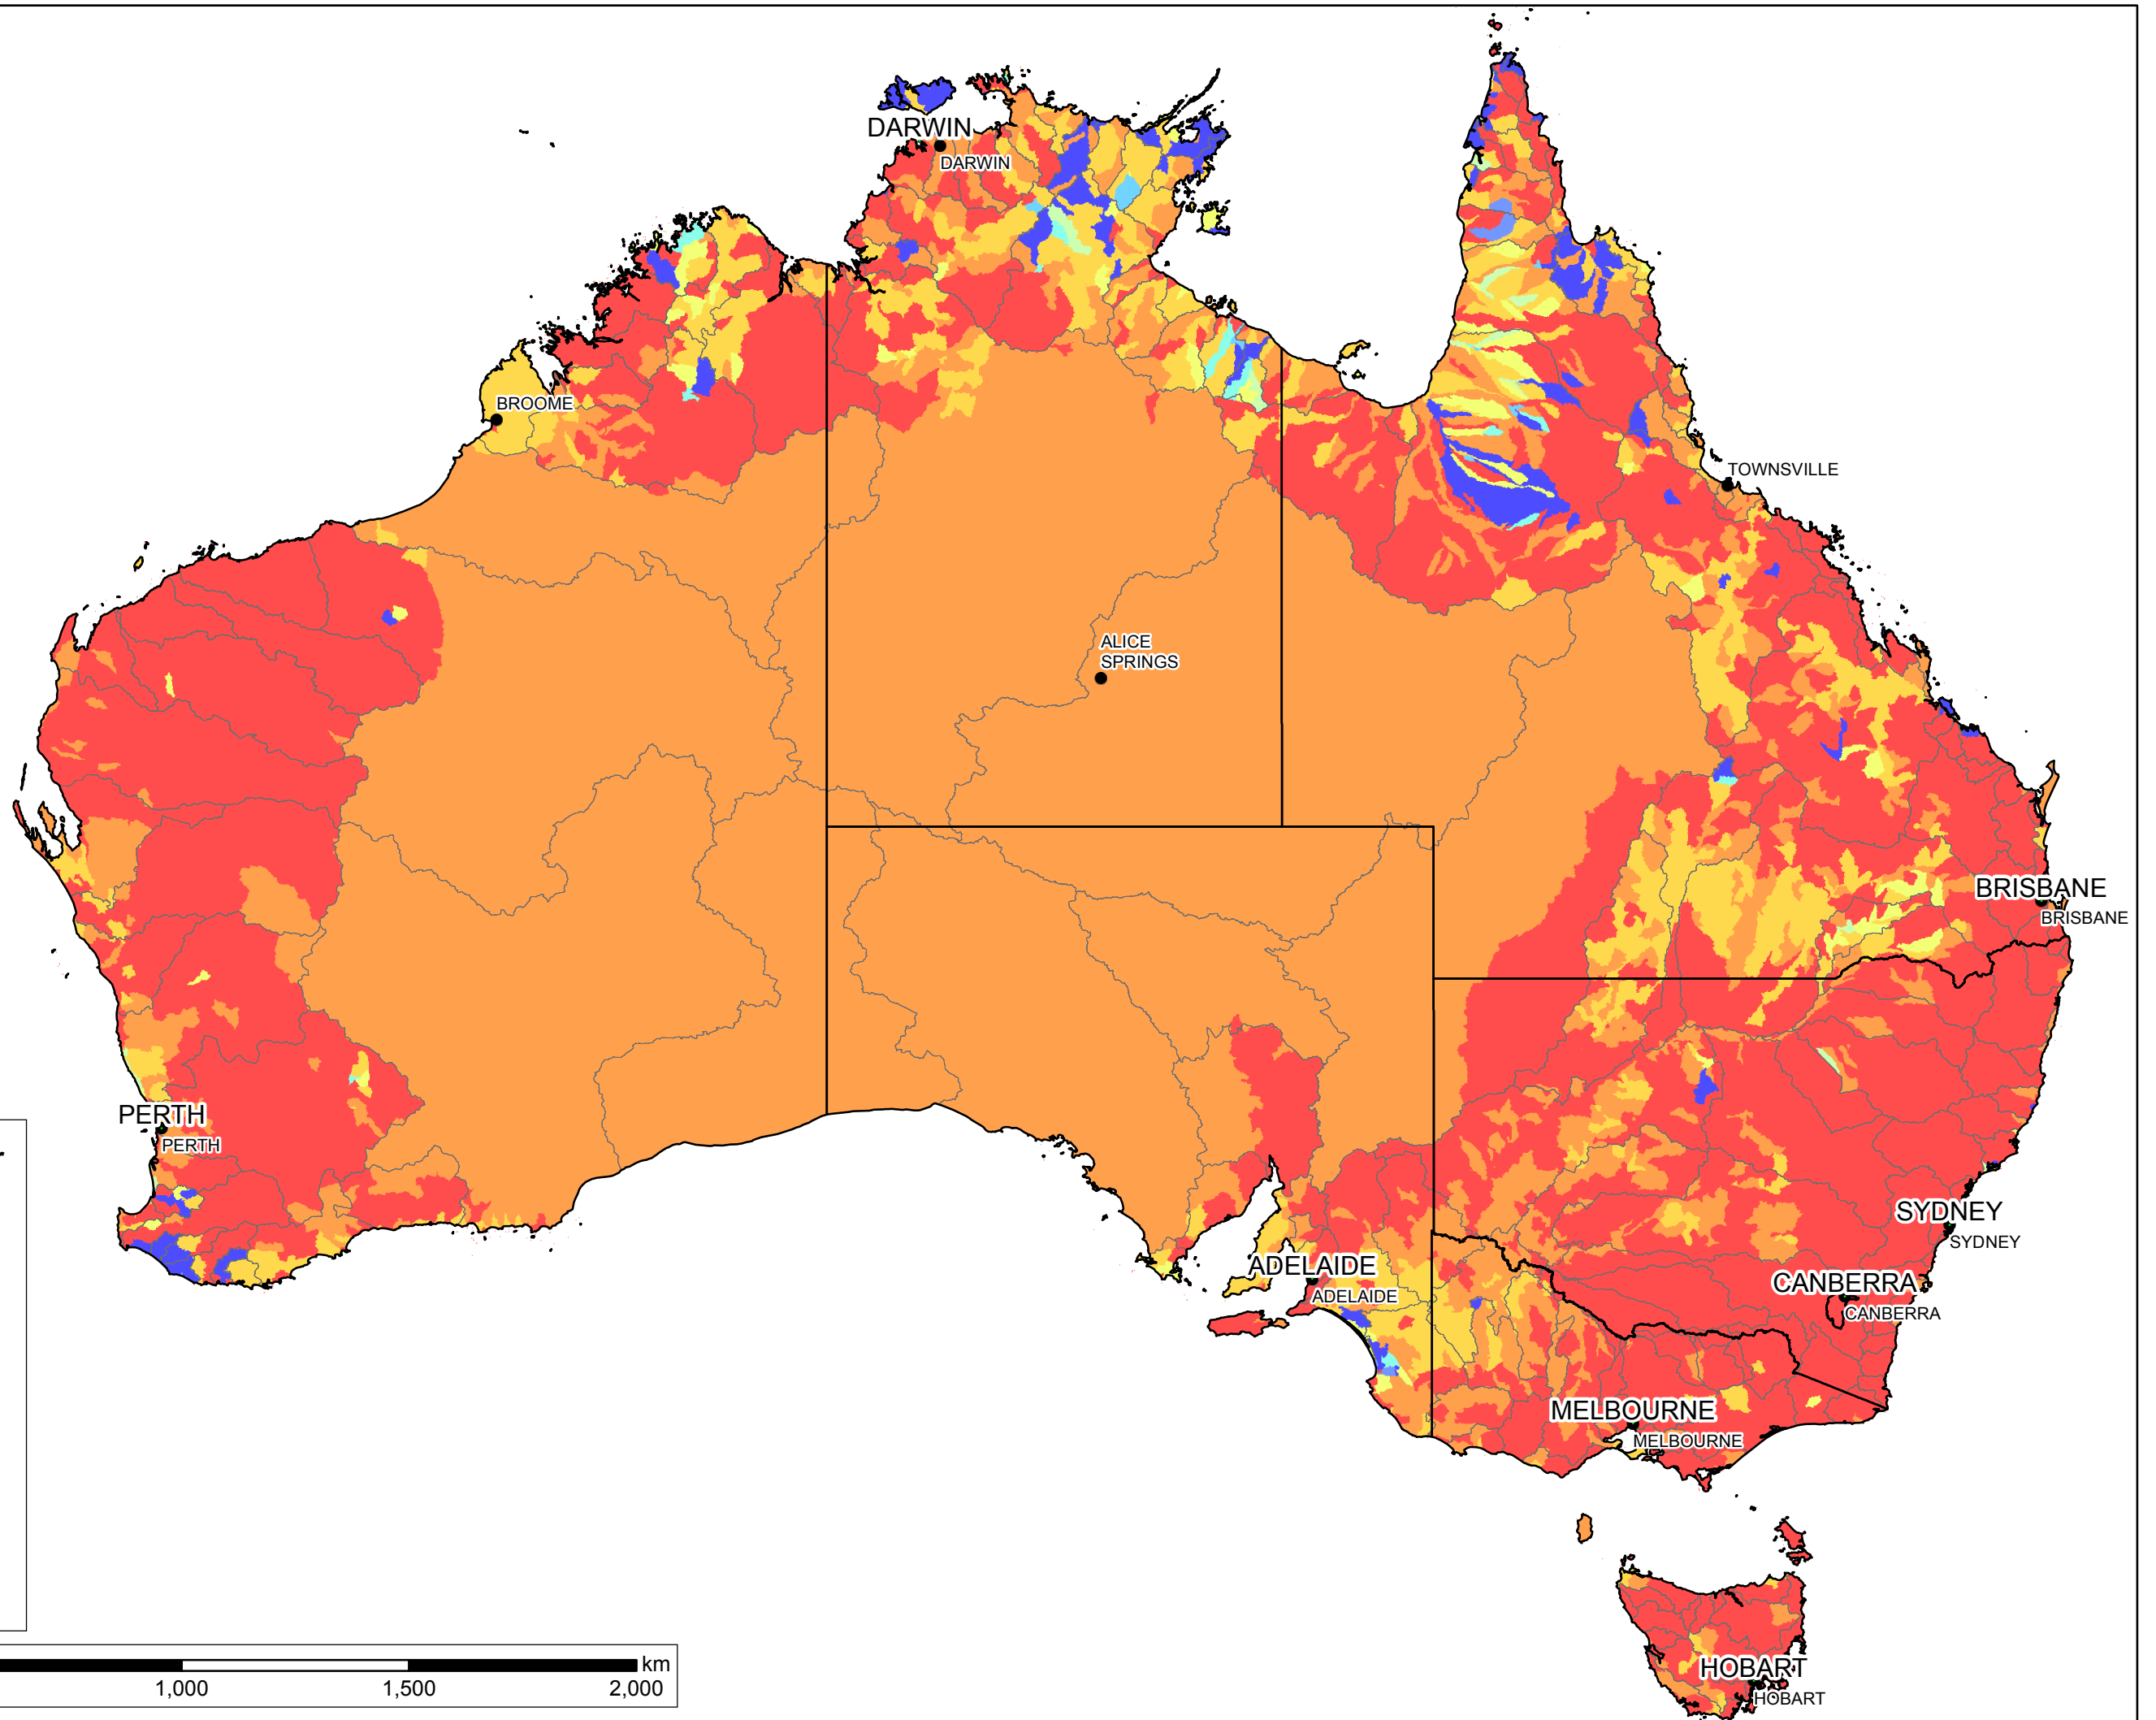 DARWIN
DARWIN
BROOME
TOWNSVILLE
ALICE
SPRINGS
BRISBANE
BRISBANE
PERTH
PERTH
SYDNEY
SYDNEY
ADELAIDE
ADELAIDE
CANBERRA
CANBERRA
MELBOURNE
MELBOURNE
HOBART
HOBART
km
1,000 1,500 2,000